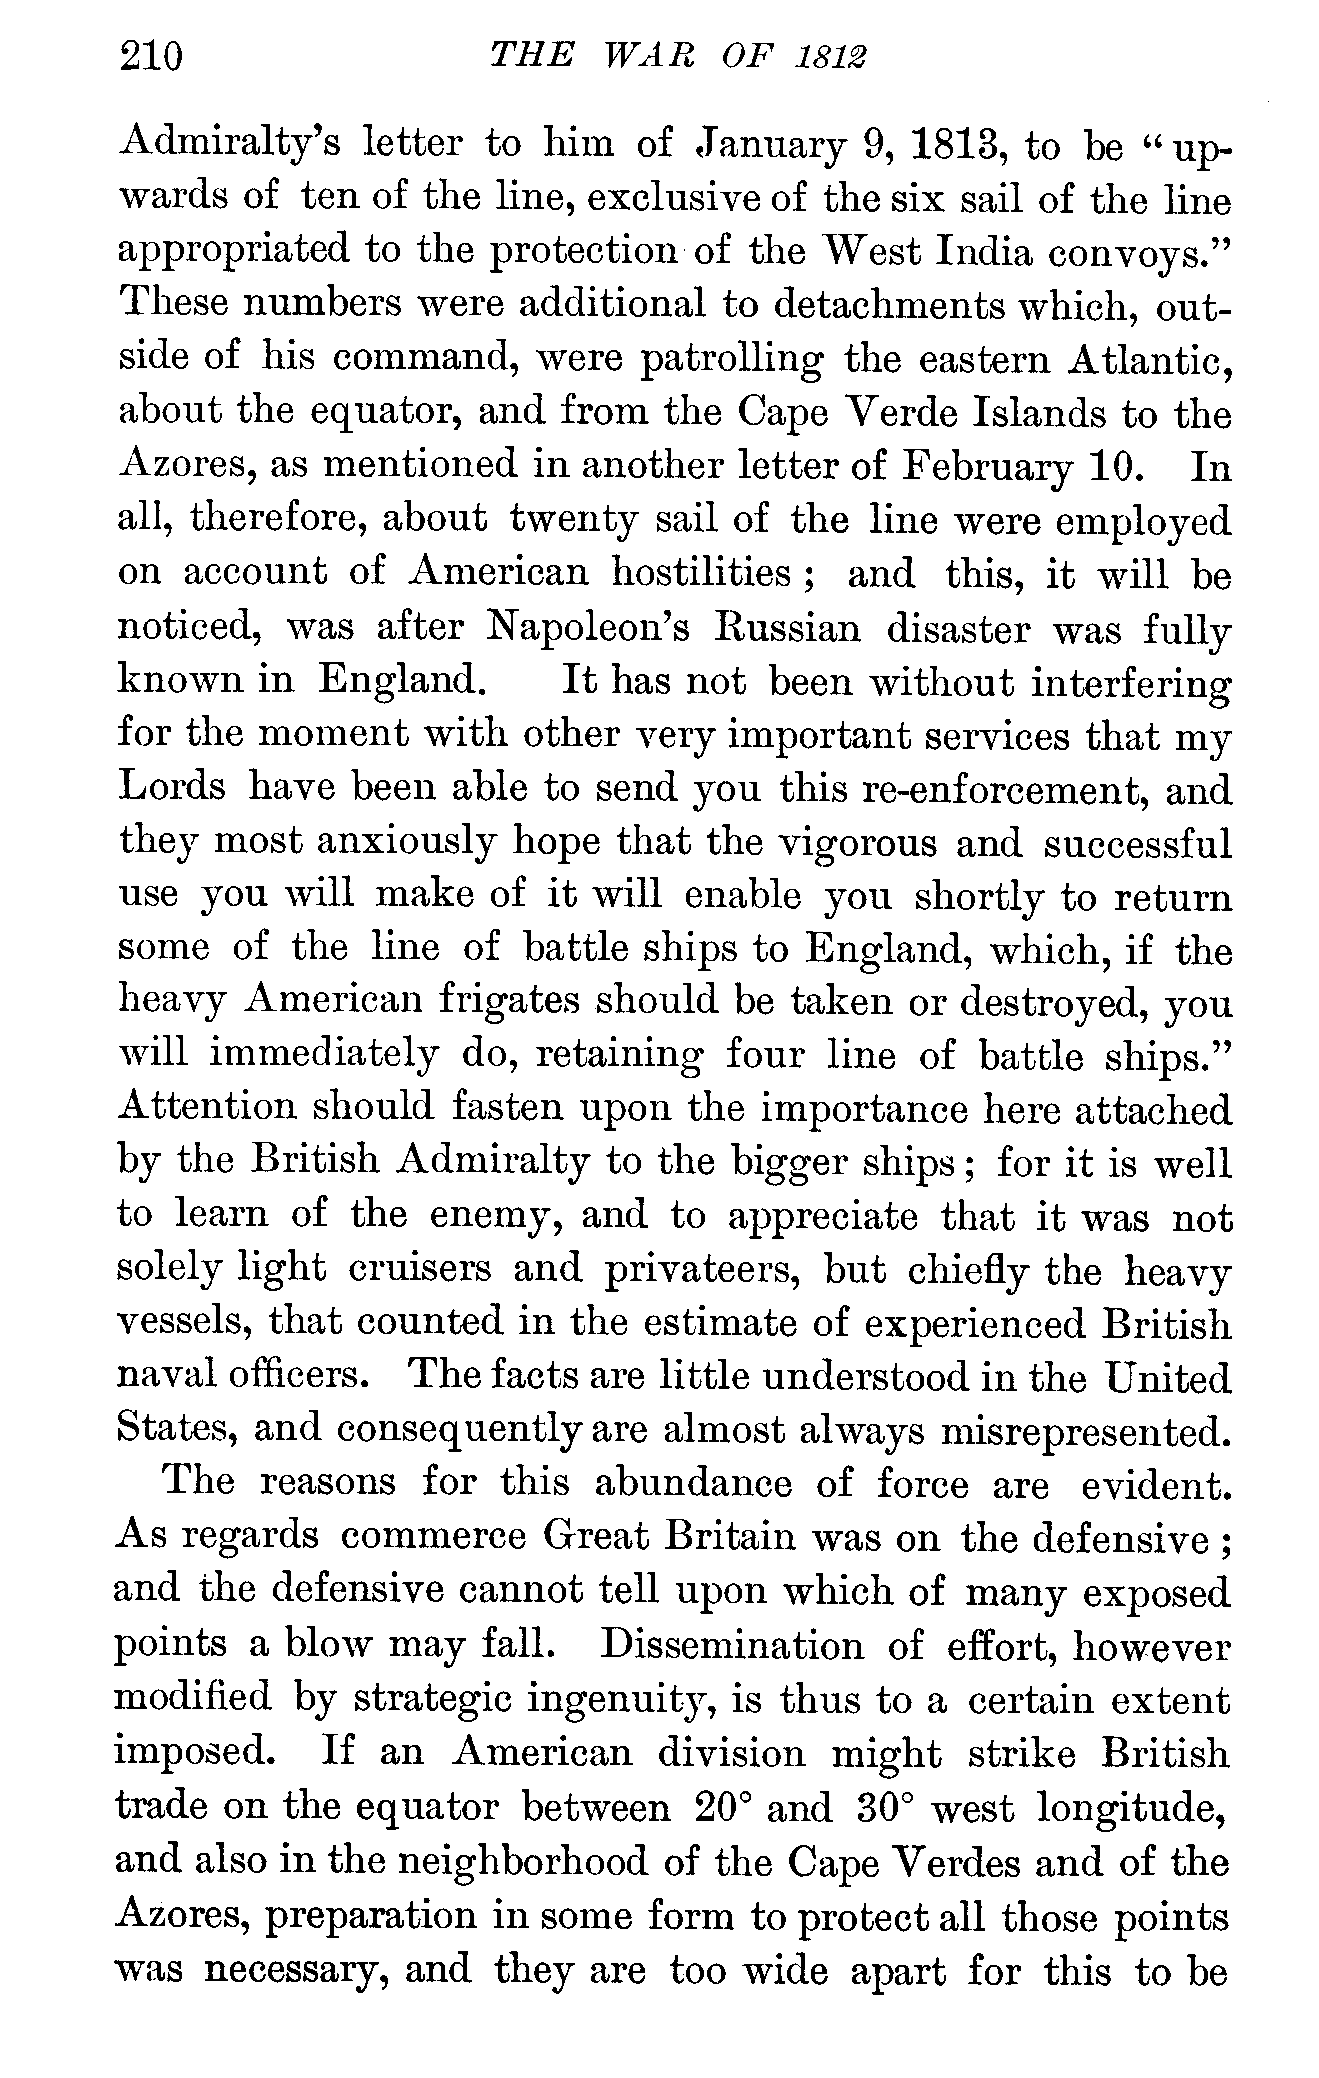 210 THE WAR OF 1812
Admiralty's letter to him of January 9, 1813, to be “up-
wards of ten of the line, exclusive of the six sail of the line
appropriated to the protection of the West India convoys.”
These numbers were additional to detachments which, out-
side of his command, were patrolling the eastern Atlantic,
about the equator, and from the Cape Verde Islands to the
Azores, as mentioned in another letter of February 10. In
all, therefore, about twenty sail of the line were employed
on account of American hostilities ; and this, it will be
noticed, was after Napoleon's Russian disaster was fully
known in England. It has not been without interfering
for the moment with other very important services that my
Lords have been able to send you this re-enforcement, and
they most anxiously hope that the vigorous and successful
use you will make of it will enable you shortly to return
some of the line of battle ships to England, which, if the
heavy American frigates should be taken or destroyed, you
will immediately do, retaining four line of battle ships.”
Attention should fasten upon the importance here attached
by the British Admiralty to the bigger ships ; for it is well
to learn of the enemy, and to appreciate that it was not
solely light cruisers and privateers, but chiefly the heavy
vessels, that counted in the estimate of experienced British
naval officers. The facts are little understood in the United
States, and consequently are almost always misrepresented.
The reasons for this abundance of force are evident.
As regards commerce Great Britain was on the defensive ;
and the defensive cannot tell upon which of many exposed
points a blow may fall. Dissemination of effort, however
modified by strategic ingenuity, is thus to a certain extent
imposed. If an American division might strike British
trade on the equator between 20° and 30° west longitude,
and also in the neighborhood of the Cape Verdes and of the
Azores, preparation in some form to protect all those points
was necessary, and they are too wide apart for this to be